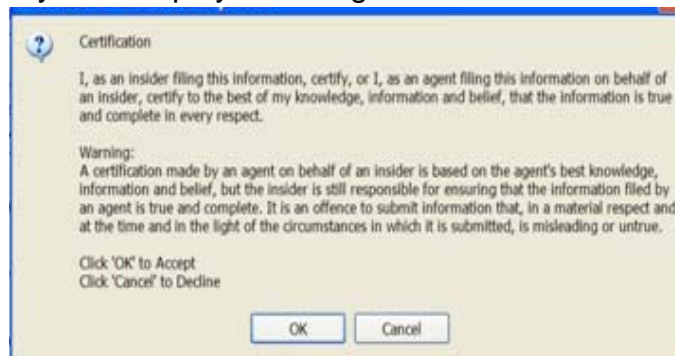 Certification
I, as an insider filing this information, certify, or I, as an agent filing this information on behalf of
an insider, certify to the best of my knowledge, information and belief, that the information is true
and complete in every respect.
Warning:
A certification made by an agent on behalf of an insider is based on the agent's best knowledge,
information and belief, but the insider is still responsible for ensuring that the information filed by
an agent is true and complete. It is an offence to submit information that, in a material respect and
at the time and in the light of the circumstances in which it is submitted, is misleading or untrue.
Click 'OK' to Accept
Click 'Cancel' to Decline
OK Cancel